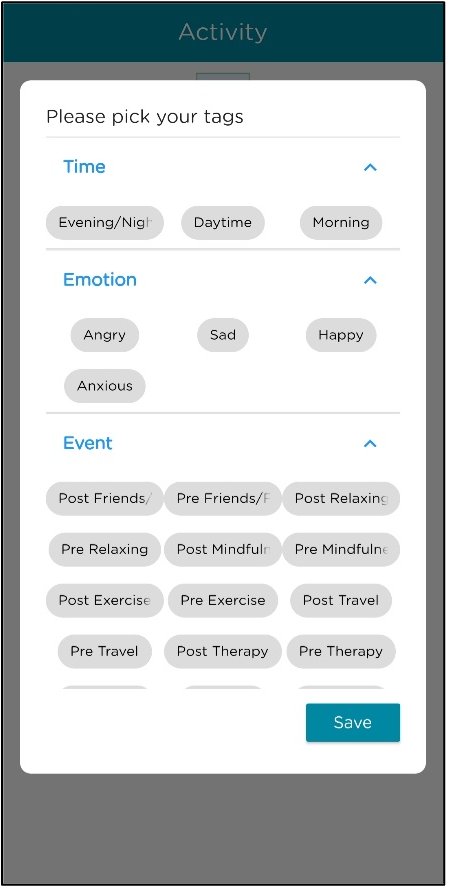 Activity
Please pick your tags
Time
Evening/Nigh Daytime Morning
Emotion
Angry Sad Happy
Anxious
Event
Post Friends/ Pre Friends/F Post Relaxing
Pre Relaxing Post Mindfuln Pre Mindfulne
Post Exercise Pre Exercise Post Travel
Pre Travel Post Therapy Pre Therapy
Save